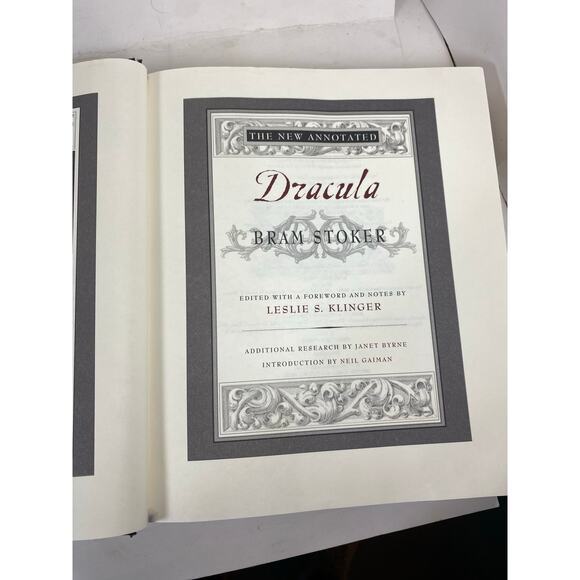 THE NEW ANNOTATED
Dracula
BRAM STOKER
EDITED WITH A FOREWORD AND NOTES BY
LESLIE S. KLINGER
ADDITIONAL RESEARCH BY JANET BYRNE
INTRODUCTION BY NEIL GAIMAN